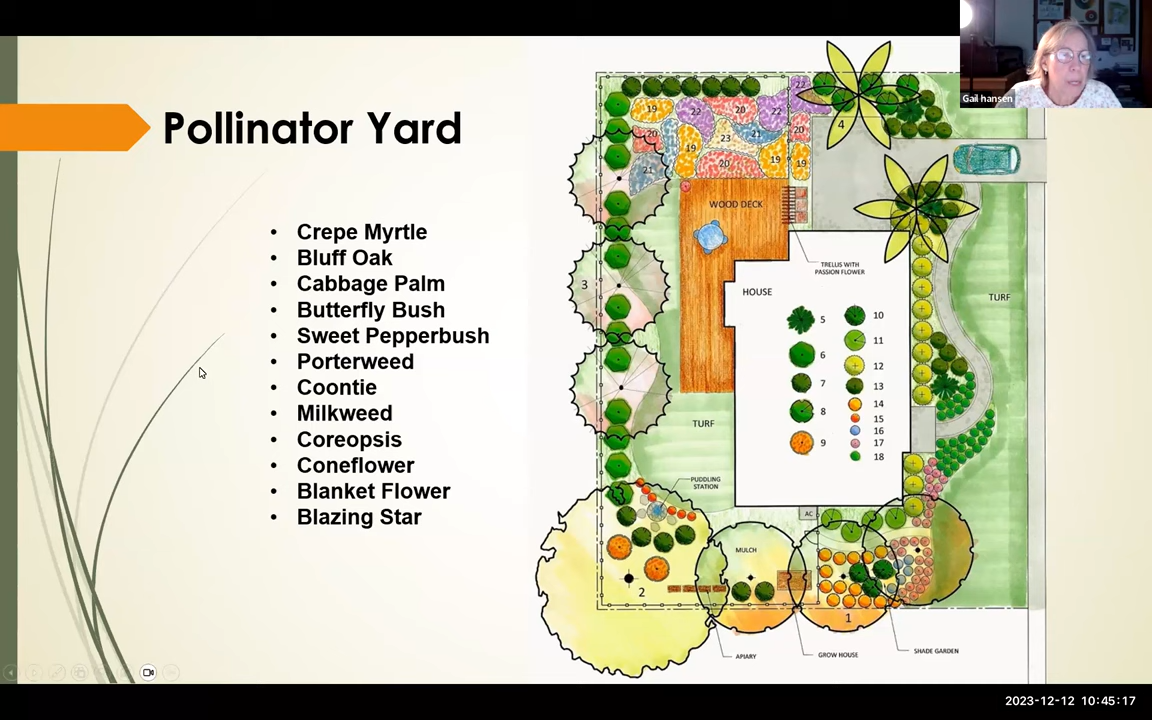 Pollinator Yard
• Crepe Myrtle
• Bluff Oak
• Cabbage Palm
• Butterfly Bush
• Sweet Pepperbush
• Porterweed
• Coontie
• Milkweed
• Coreopsis
• Coneflower
• Blanket Flower
• Blazing Star
Gail hansen
22
19
22
20
22
4
20
23
21
20
19
21
20
19
19
WOOD DECK
TRELLIS WITH
PASSION FLOWER
3
HOUSE
TURF
5
10
6
11
7
12
8
13
9
14
15
16
17
18
TURF
PUDDLING
STATION
AC
MULCH
2
1
APIARY
GROW HOUSE
SHADE GARDEN
2023-12-12 10:45:17